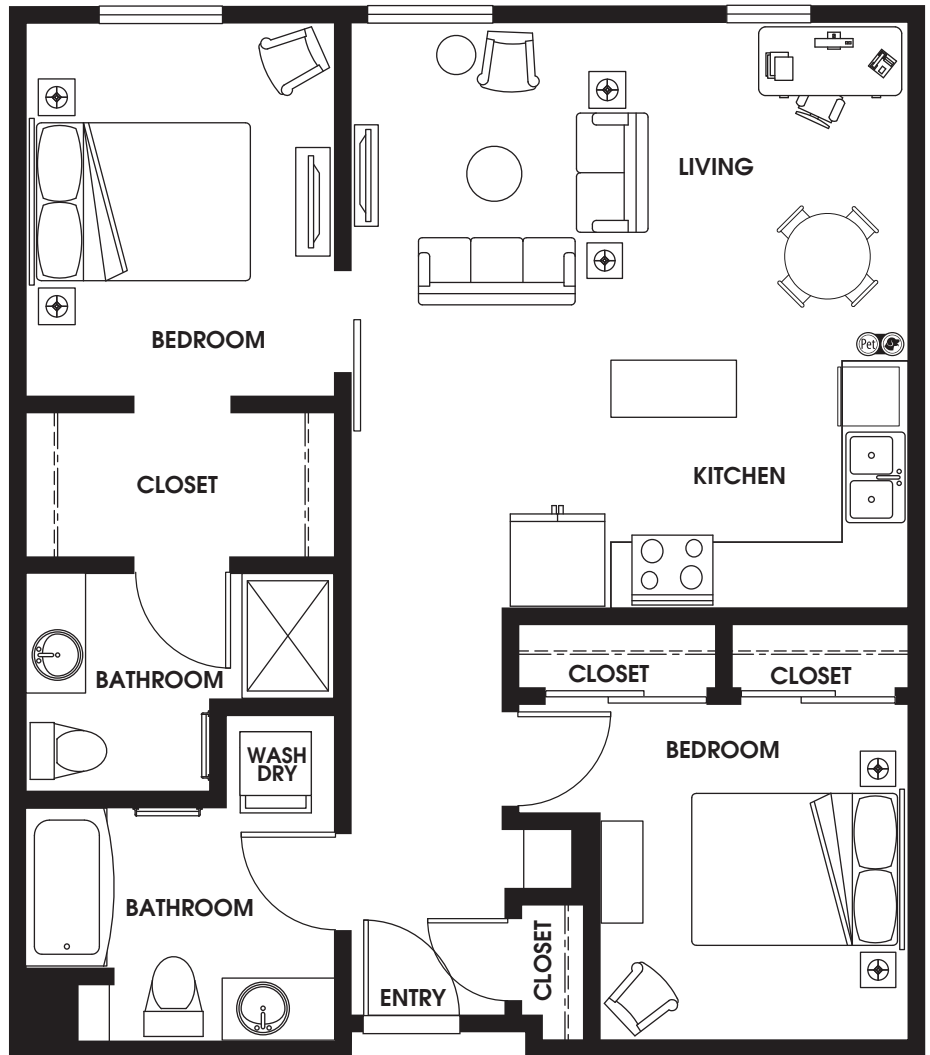 LIVING
BEDROOM
Pet
KITCHEN
CLOSET
CLOSET
CLOSET
BATHROOM
BEDROOM
WASH
DRY
BATHROOM
CLOSET
ENTRY